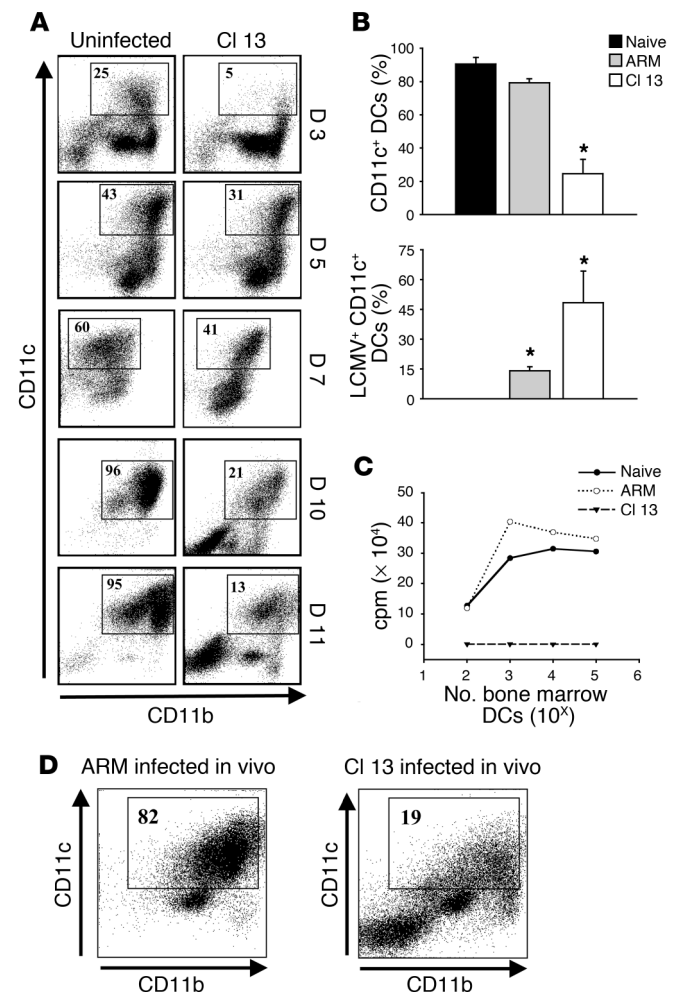 A
Uninfected
Cl 13
25
5
D 3
43
31
D 5
60
41
D 7
96
21
D 10
95
13
D 11
CD11c
CD11b
B
Naive
ARM
Cl 13
CD11c⁺ DCs (%)
100
80
60
40
20
0
*
LCMV⁺ CD11c⁺
DCs (%)
75
60
45
30
15
0
*
*
C
Naive
ARM
Cl 13
cpm (× 10⁴)
50
40
30
20
10
0
1 2 3 4 5 6
No. bone marrow
DCs (10ˣ)
D
ARM infected in vivo
82
CD11c
CD11b
Cl 13 infected in vivo
19
CD11c
CD11b